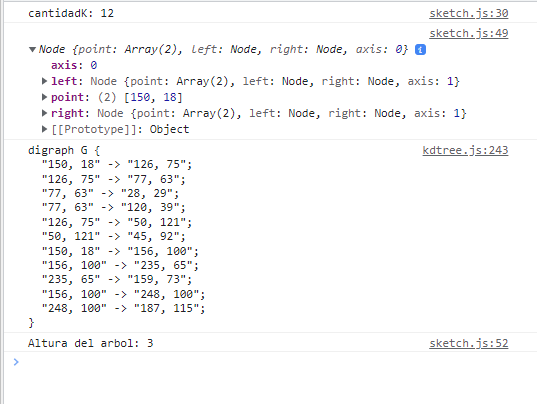 cantidadK: 12 sketch.js:30
sketch.js:49
▼Node {point: Array(2), left: Node, right: Node, axis: 0} i
axis: 0
▶left: Node {point: Array(2), left: Node, right: Node, axis: 1}
▶point: (2) [150, 18]
▶right: Node {point: Array(2), left: Node, right: Node, axis: 1}
▶[[Prototype]]: Object
digraph G { kdtree.js:243
"150, 18" -> "126, 75";
"126, 75" -> "77, 63";
"77, 63" -> "28, 29";
"77, 63" -> "120, 39";
"126, 75" -> "50, 121";
"50, 121" -> "45, 92";
"150, 18" -> "156, 100";
"156, 100" -> "235, 65";
"235, 65" -> "159, 73";
"156, 100" -> "248, 100";
"248, 100" -> "187, 115";
}
Altura del arbol: 3 sketch.js:52
>